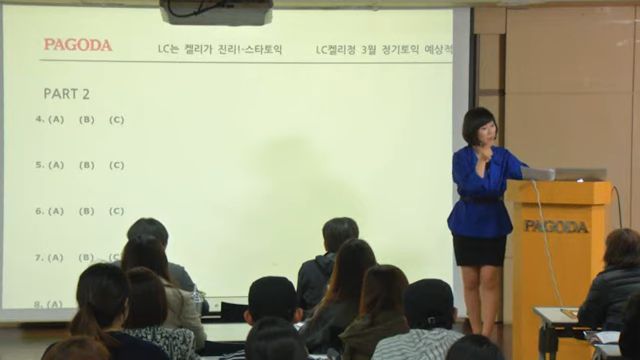 PAGODA LC는 켈리가 진리!-스타토익 LC켈리정 3월 정기토익 예상적
PART 2
4. (A) (B) (C)
5. (A) (B) (C)
6. (A) (B) (C)
7. (A) (B) (C)
8. (A)
PAGODA